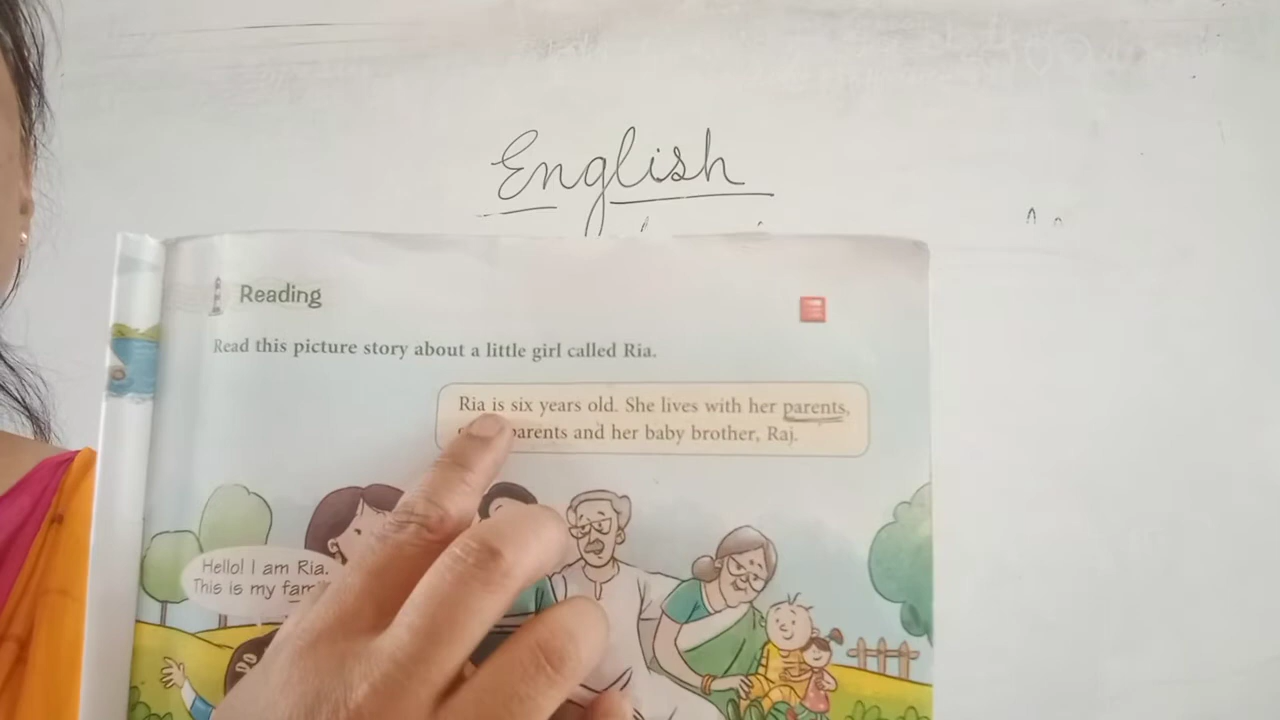 English
Reading
Read this picture story about a little girl called Ria.
Ria is six years old. She lives with her parents,
parents and her baby brother, Raj.
Hello! I am Ria.
This is my